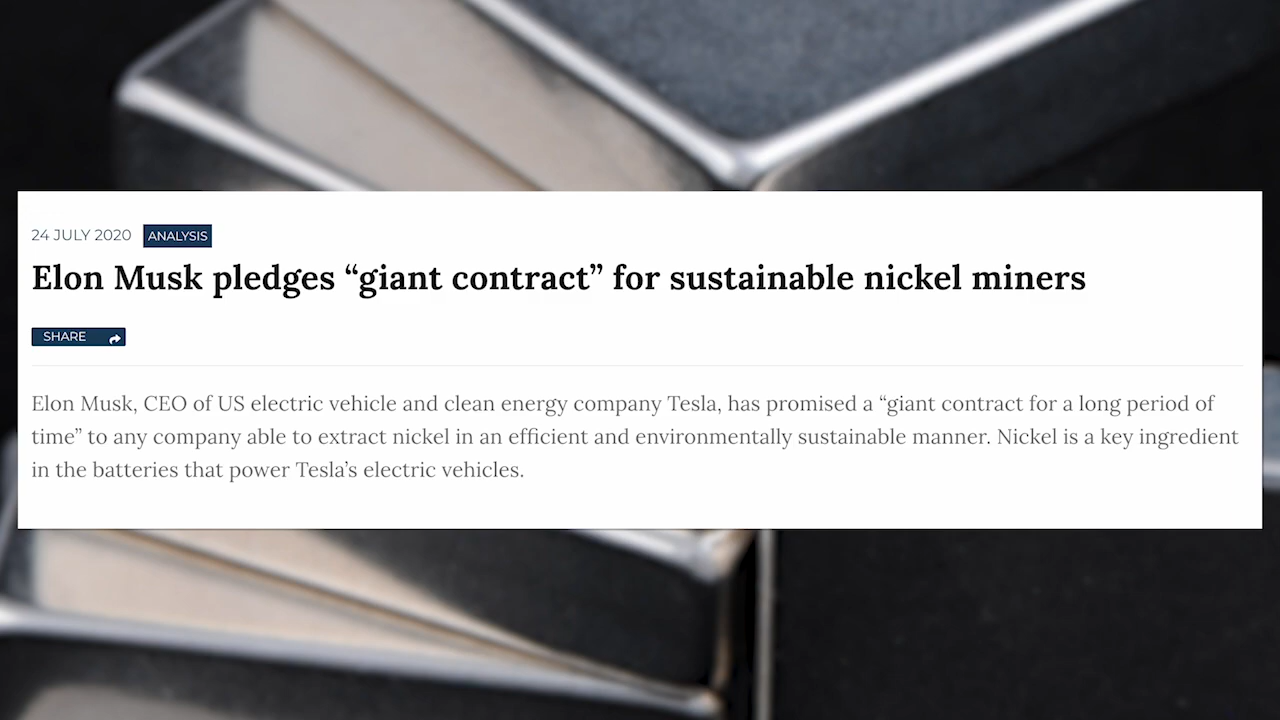 24 JULY 2020 ANALYSIS
Elon Musk pledges “giant contract” for sustainable nickel miners
SHARE
Elon Musk, CEO of US electric vehicle and clean energy company Tesla, has promised a “giant contract for a long period of
time” to any company able to extract nickel in an efficient and environmentally sustainable manner. Nickel is a key ingredient
in the batteries that power Tesla’s electric vehicles.